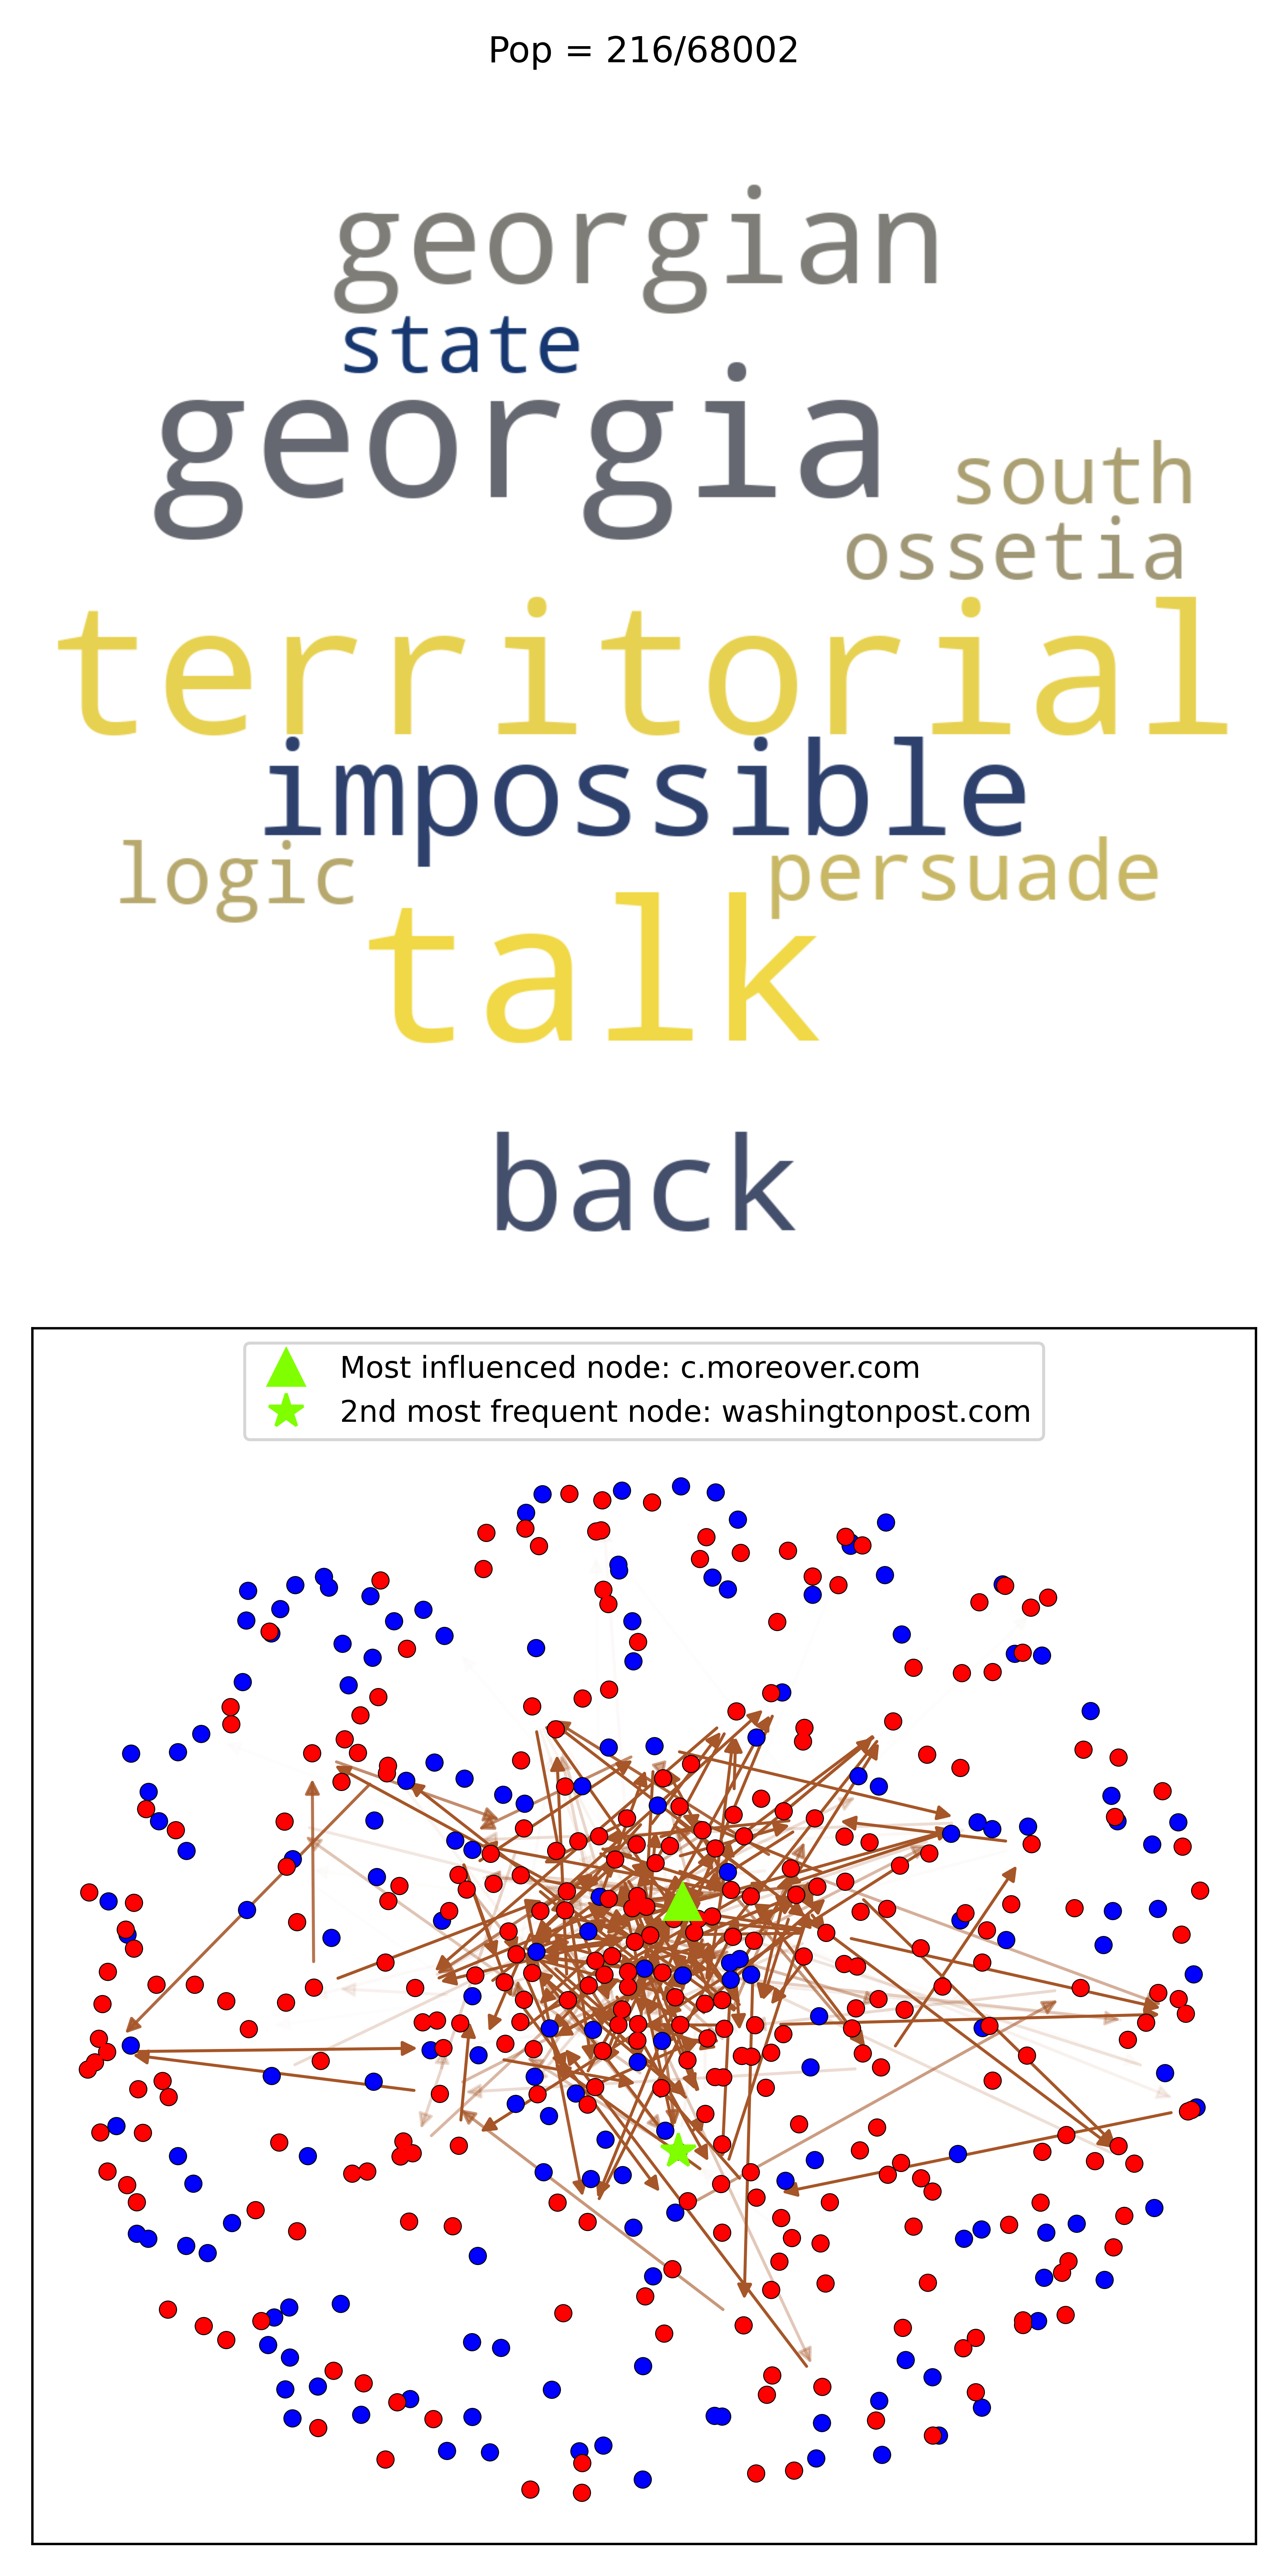 Pop = 216/68002
georgian
state
georgia
south
ossetia
territorial
impossible
logic
persuade
talk
back
Most influenced node: c.moreover.com
2nd most frequent node: washingtonpost.com